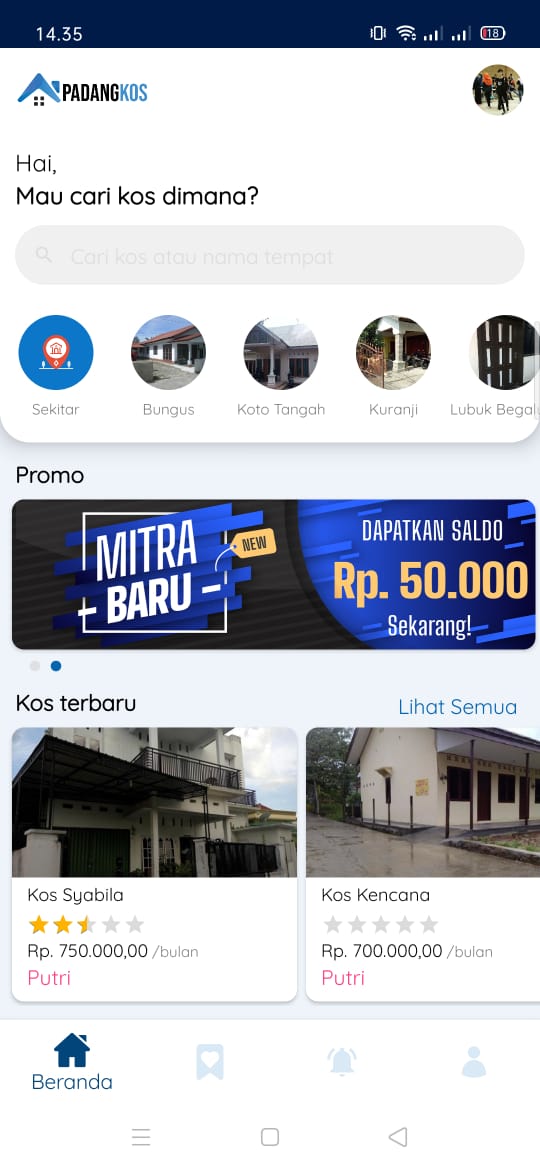 14.35
18
PADANGKOS
Hai,
Mau cari kos dimana?
Cari kos atau nama tempat
Sekitar
Bungus
Koto Tangah
Kuranji
Lubuk Begalu
Promo
MITRA
BARU
NEW
DAPATKAN SALDO
Rp. 50.000
Sekarang!
Kos terbaru
Lihat Semua
Kos Syabila
Rp. 750.000,00 /bulan
Putri
Kos Kencana
Rp. 700.000,00 /bulan
Putri
Beranda